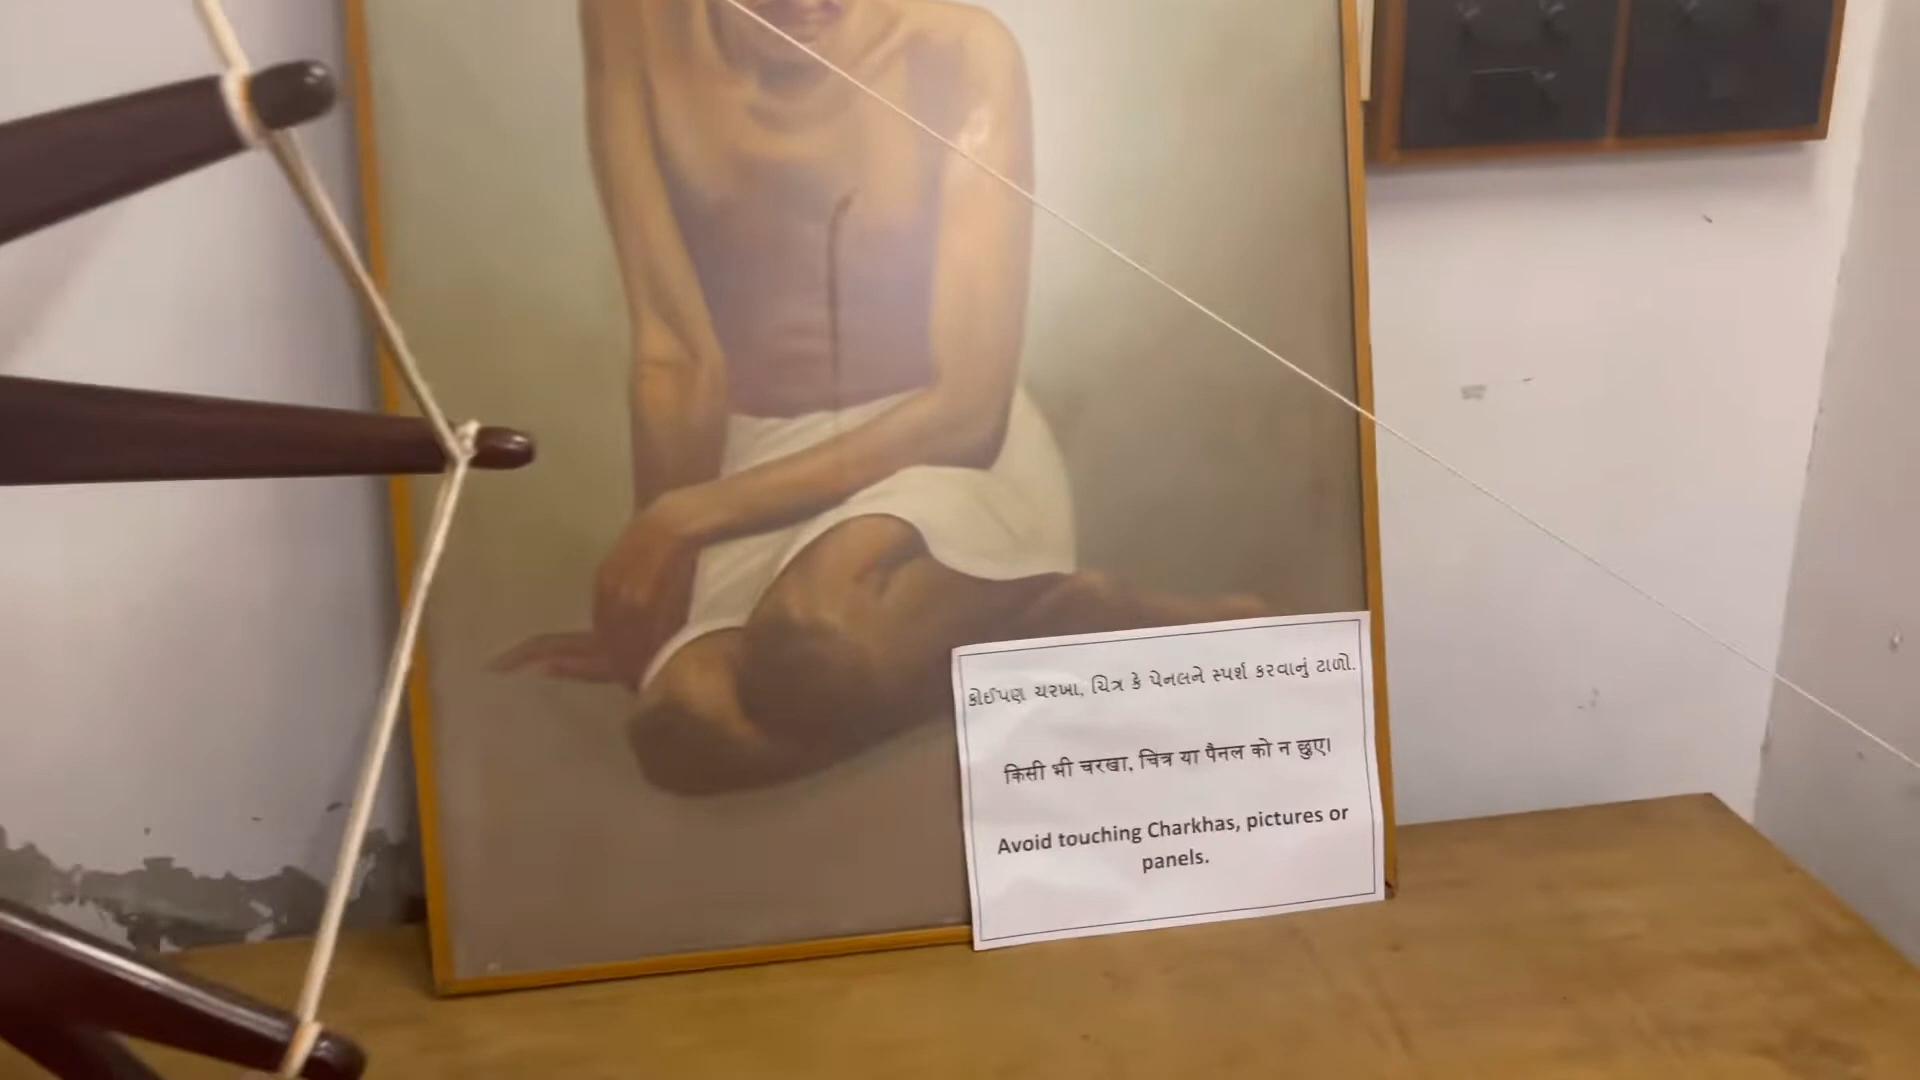 કોઈપણ ચરખા, ચિત્ર કે પેનલને સ્પર્શ કરવાનું ટાળો.
किसी भी चरखा, चित्र या पैनल को न छुए।
Avoid touching Charkhas, pictures or
panels.